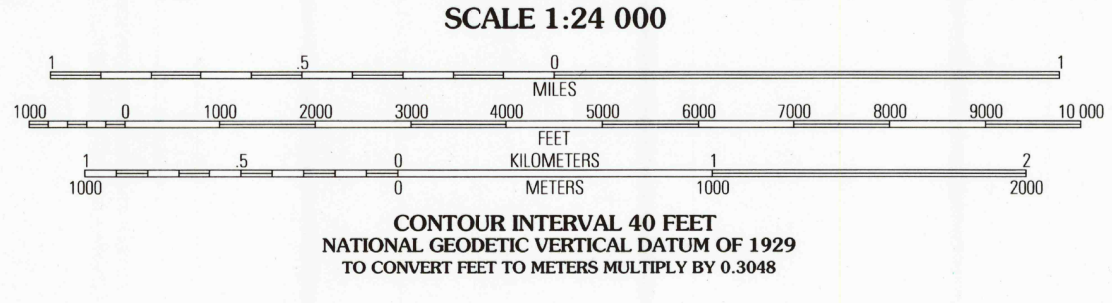 SCALE 1:24 000
1 .5 0 1
MILES
1000 0 1000 2000 3000 4000 5000 6000 7000 8000 9000 10 000
FEET
1 .5 0 KILOMETERS 1 2
1000 0 METERS 1000 2000
CONTOUR INTERVAL 40 FEET
NATIONAL GEODETIC VERTICAL DATUM OF 1929
TO CONVERT FEET TO METERS MULTIPLY BY 0.3048